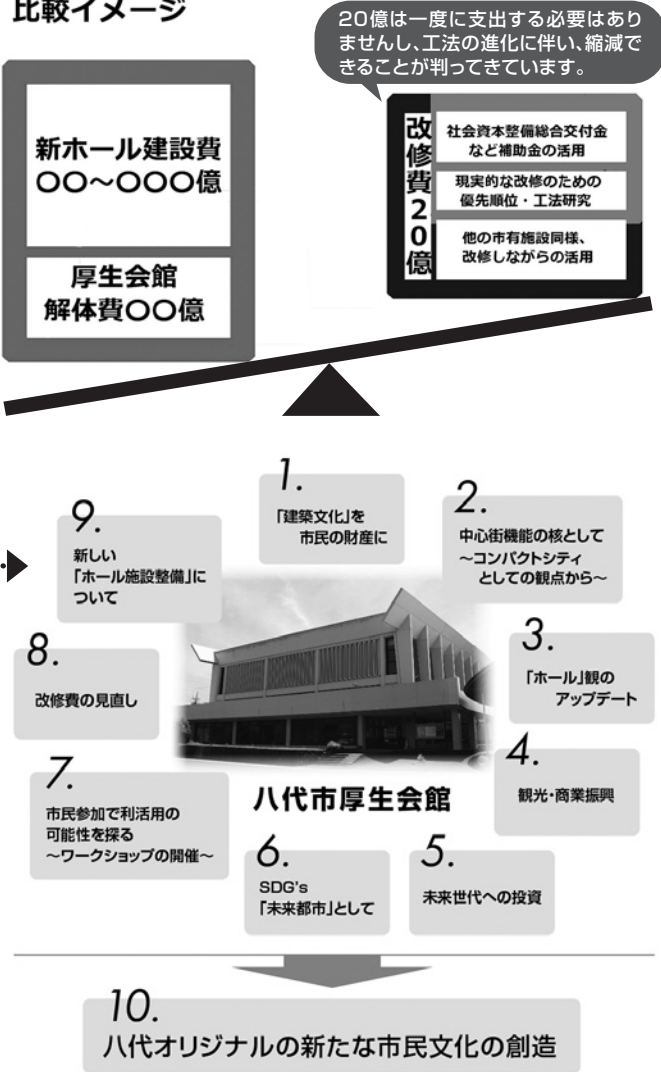 比較イメージ
20億は一度に支出する必要はあり
ませんし、工法の進化に伴い、縮減で
きることが判ってきています。
新ホール建設費
〇〇～〇〇〇億
厚生会館
解体費〇〇億
改修費20億
社会資本整備総合交付金
など補助金の活用
現実的な改修のための
優先順位・工法研究
他の市有施設同様、
改修しながらの活用
1.
「建築文化」を
市民の財産に
2.
中心街機能の核として
～コンパクトシティ
としての観点から～
3.
「ホール」観の
アップデート
4.
観光・商業振興
5.
未来世代への投資
6.
SDG's
「未来都市」として
7.
市民参加で利活用の
可能性を探る
～ワークショップの開催～
8.
改修費の見直し
9.
新しい
「ホール施設整備」に
ついて
八代市厚生会館
10.
八代オリジナルの新たな市民文化の創造